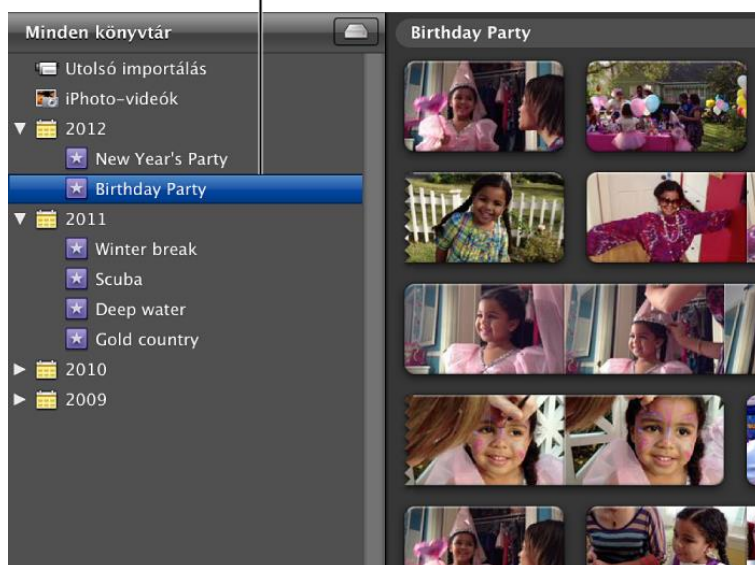 Minden könyvtár
Utolsó importálás
iPhoto-videók
2012
New Year's Party
Birthday Party
2011
Winter break
Scuba
Deep water
Gold country
2010
2009
Birthday Party